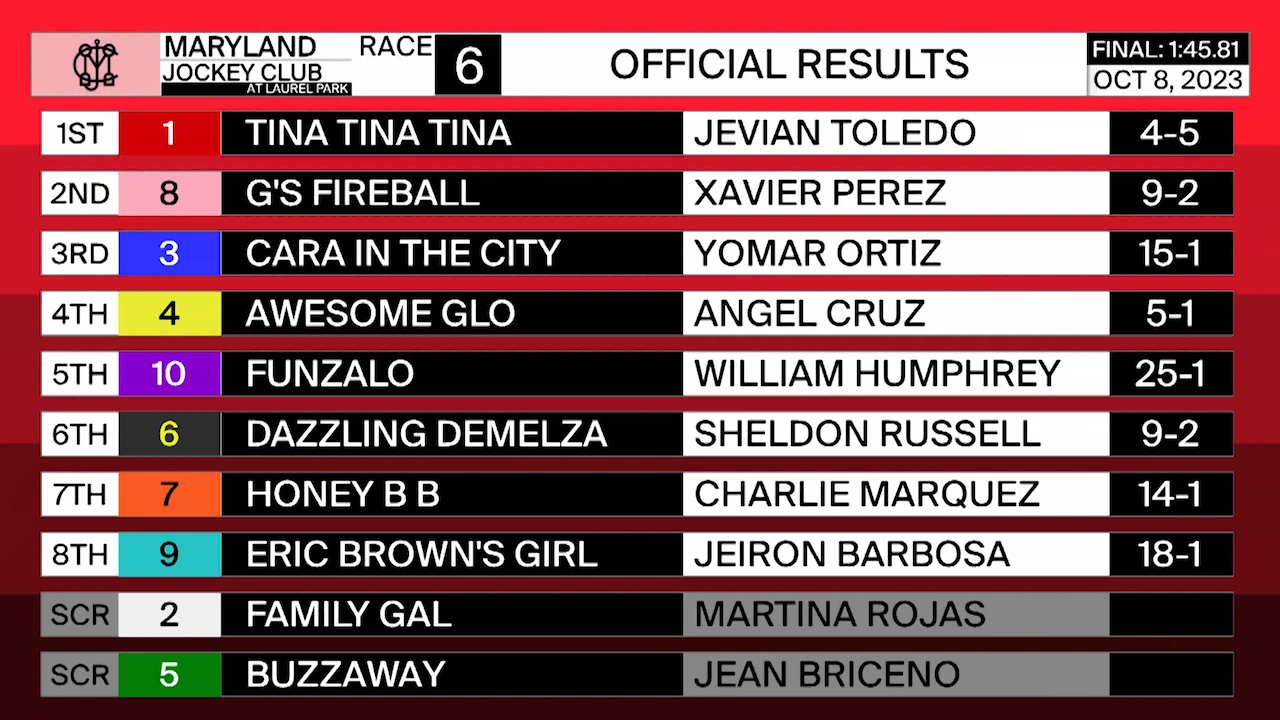 MARYLAND
JOCKEY CLUB
AT LAUREL PARK
RACE 6
OFFICIAL RESULTS
FINAL: 1:45.81
OCT 8, 2023
1ST 1 TINA TINA TINA JEVIAN TOLEDO 4-5
2ND 8 G'S FIREBALL XAVIER PEREZ 9-2
3RD 3 CARA IN THE CITY YOMAR ORTIZ 15-1
4TH 4 AWESOME GLO ANGEL CRUZ 5-1
5TH 10 FUNZALO WILLIAM HUMPHREY 25-1
6TH 6 DAZZLING DEMELZA SHELDON RUSSELL 9-2
7TH 7 HONEY B B CHARLIE MARQUEZ 14-1
8TH 9 ERIC BROWN'S GIRL JEIRON BARBOSA 18-1
SCR 2 FAMILY GAL MARTINA ROJAS
SCR 5 BUZZAWAY JEAN BRICENO